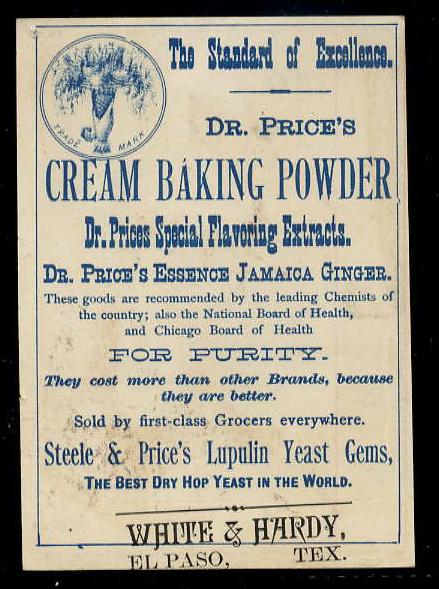 TRADE MARK
The Standard of Excellence.
DR. PRICE'S
CREAM BAKING POWDER
Dr. Prices Special Flavoring Extracts.
DR. PRICE'S ESSENCE JAMAICA GINGER.
These goods are recommended by the leading Chemists of
the country; also the National Board of Health,
and Chicago Board of Health
FOR PURITY.
They cost more than other Brands, because
they are better.
Sold by first-class Grocers everywhere.
Steele & Price's Lupulin Yeast Gems,
THE BEST DRY HOP YEAST IN THE WORLD.
WHITE & HARDY,
EL PASO, TEX.